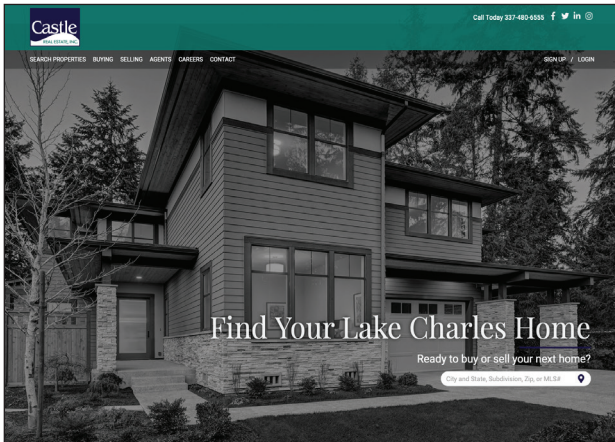 Castle
REAL ESTATE, INC.
Call Today 337-480-6555
SEARCH PROPERTIES BUYING SELLING AGENTS CAREERS CONTACT
SIGN UP / LOGIN
Find Your Lake Charles Home
Ready to buy or sell your next home?
City and State, Subdivision, Zip, or MLS#